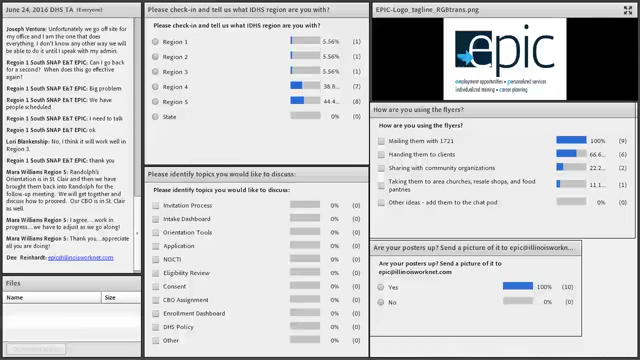 June 24, 2016 DHS TA (Everyone)
Joseph Ventura: Unfortunately we go off site for
my office and I am the one that does
everything, I don't know any other way we will
be able to do it until I speak with my admin.
Region 1 South SNAP E&T EPIC: Can I go back
for a second? When does this go effective
again?
Region 1 South SNAP E&T EPIC: Big problem
Region 1 South SNAP E&T EPIC: We have
people scheduled
Region 1 South SNAP E&T EPIC: I need to talk
Region 1 South SNAP E&T EPIC: ok
Lori Blankenship: No, I think it will work well in
Region 3.
Region 1 South SNAP E&T EPIC: thank you
Mara Williams Region 5: Randolph's
Orientation is in St. Clair and then we have
brought them back into Randolph for the
follow-up meeting. We will get together and
discuss how to proceed. Our CBO is in St. Clair
as well.
Mara Williams Region 5: I agree....work in
progress...we have to adjust as we go along!
Mara Williams Region 5: Thank you...appreciate
all you are doing!
Dee Reinhardt: epic@illinoisworknet.com
Files
Name Size
Please check-in and tell us what IDHS region are you with?
Please check-in and tell us what IDHS region are you with?
Region 1 5.56% (1)
Region 2 5.56% (1)
Region 3 5.56% (1)
Region 4 38.8... (7)
Region 5 44.4... (8)
State 0% (0)
Please identify topics you would like to discuss:
Please identify topics you would like to discuss:
Invitation Process 0% (0)
Intake Dashboard 0% (0)
Orientation Tools 0% (0)
Application 0% (0)
NOCTI 0% (0)
Eligibility Review 0% (0)
Consent 0% (0)
CBO Assignment 0% (0)
Enrollment Dashboard 0% (0)
DHS Policy 0% (0)
Other 0% (0)
EPIC-Logo_tagline_RGBtrans.png
epic
employment opportunities • personalized services
individualized training • career planning
How are you using the flyers?
How are you using the flyers?
Mailing them with 1721 100% (9)
Handing them to clients 66.6... (6)
Sharing with community organizations 22.2... (2)
Taking them to area churches, resale shops, and food
pantries 11.1... (1)
Other ideas - add them to the chat pod 0% (0)
Are your posters up? Send a picture of it to epic@illinoisworkn...
Are your posters up? Send a picture of it to
epic@illinoisworknet.com
Yes 100% (10)
No 0% (0)